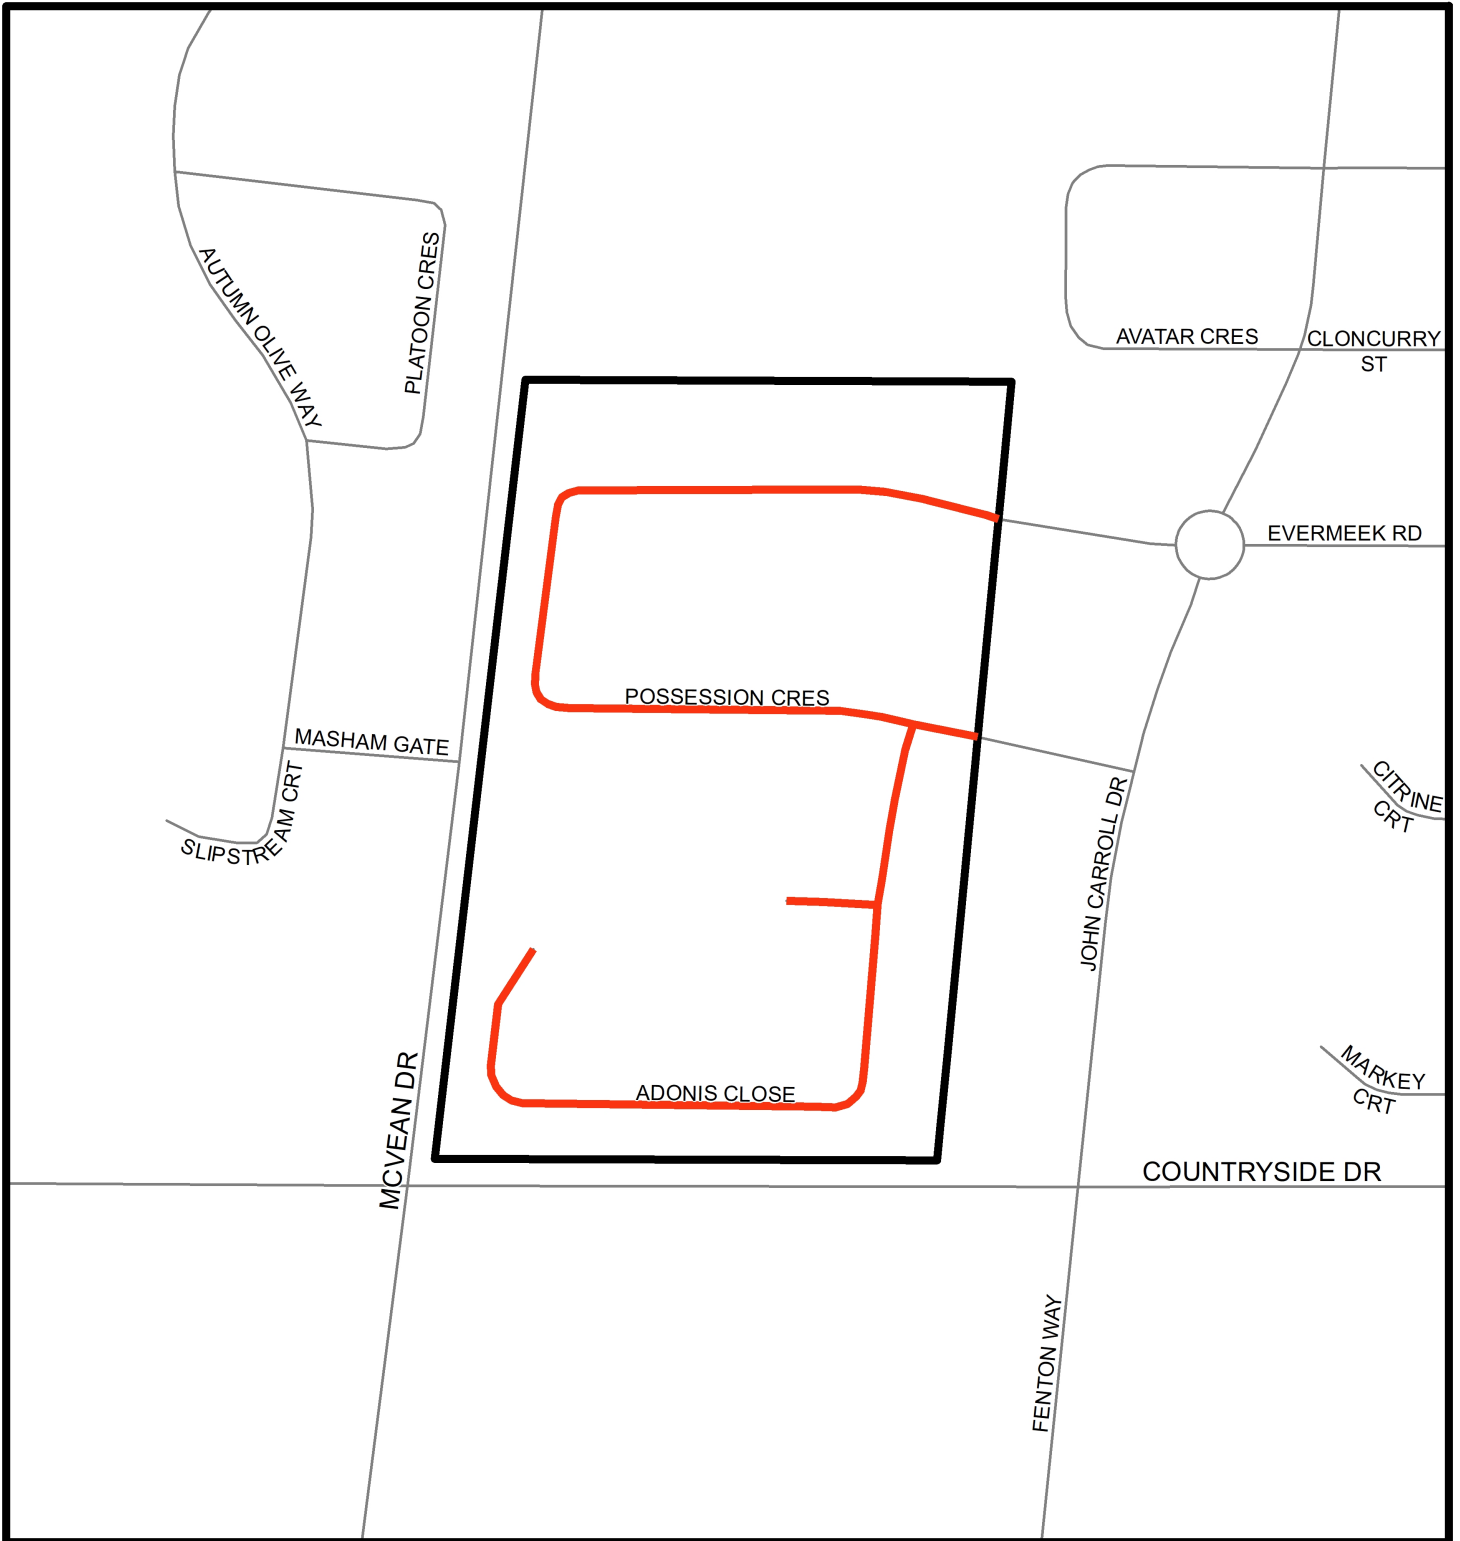 AUTUMN OLIVE WAY
PLATOON CRES
AVATAR CRES
CLONCURRY
ST
EVERMEEK RD
POSSESSION CRES
MASHAM GATE
SLIPSTREAM CRT
JOHN CARROLL DR
CITRINE
CRT
MCVEAN DR
ADONIS CLOSE
MARKEY
CRT
COUNTRYSIDE DR
FENTON WAY